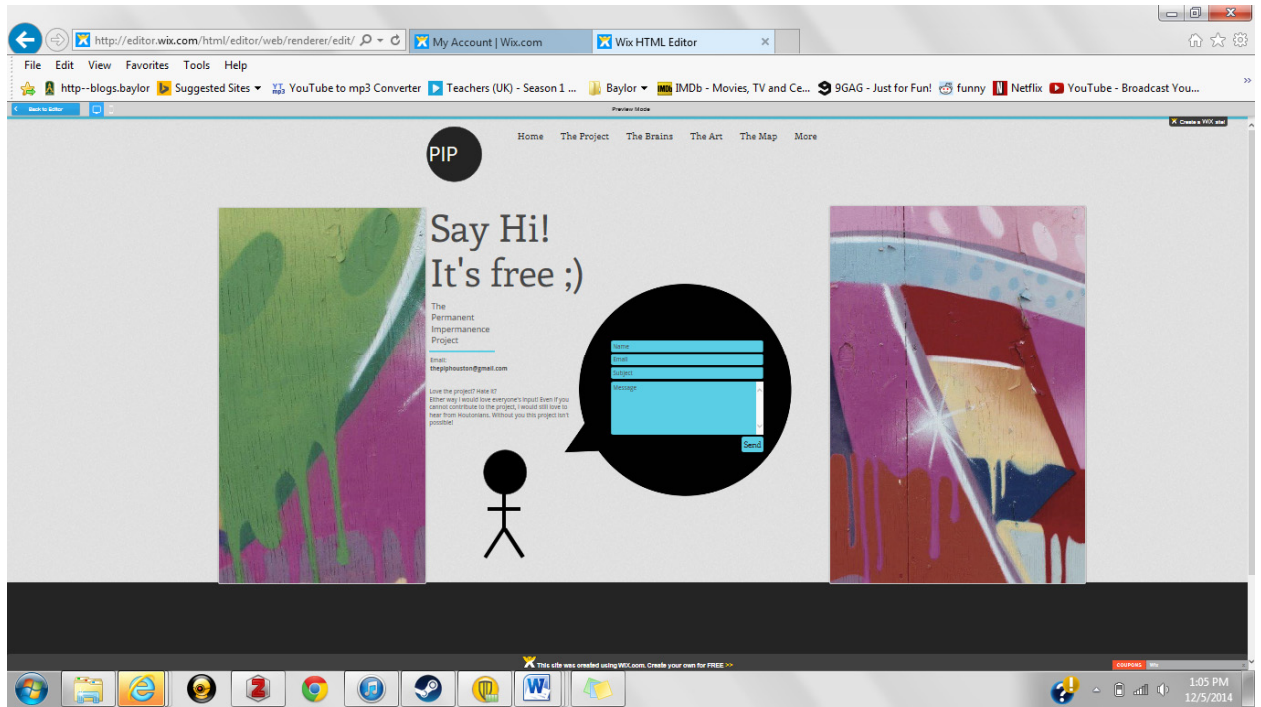 http://editor.wix.com/html/editor/web/renderer/edit/
My Account | Wix.com
Wix HTML Editor
File Edit View Favorites Tools Help
http--blogs.baylor
Suggested Sites
YouTube to mp3 Converter
Teachers (UK) - Season 1 ...
Baylor
IMDb - Movies, TV and Ce...
9GAG - Just for Fun!
funny
Netflix
YouTube - Broadcast You...
Back to Editor
Preview Mode
Create a WiX site!
PIP
Home The Project The Brains The Art The Map More
Say Hi!
It's free ;)
The
Permanent
Impermanence
Project
Email:
thepiphouston@gmail.com
Love the project? Hate it?
Either way I would love everyone's input! Even if you
cannot contribute to the project, I would still love to
hear from Houtonians. Without you this project isn't
possible!
Name
Email
Subject
Message
Send
This site was created using WIX.com. Create your own for FREE >>
COUPONS Wix
1:05 PM
12/5/2014